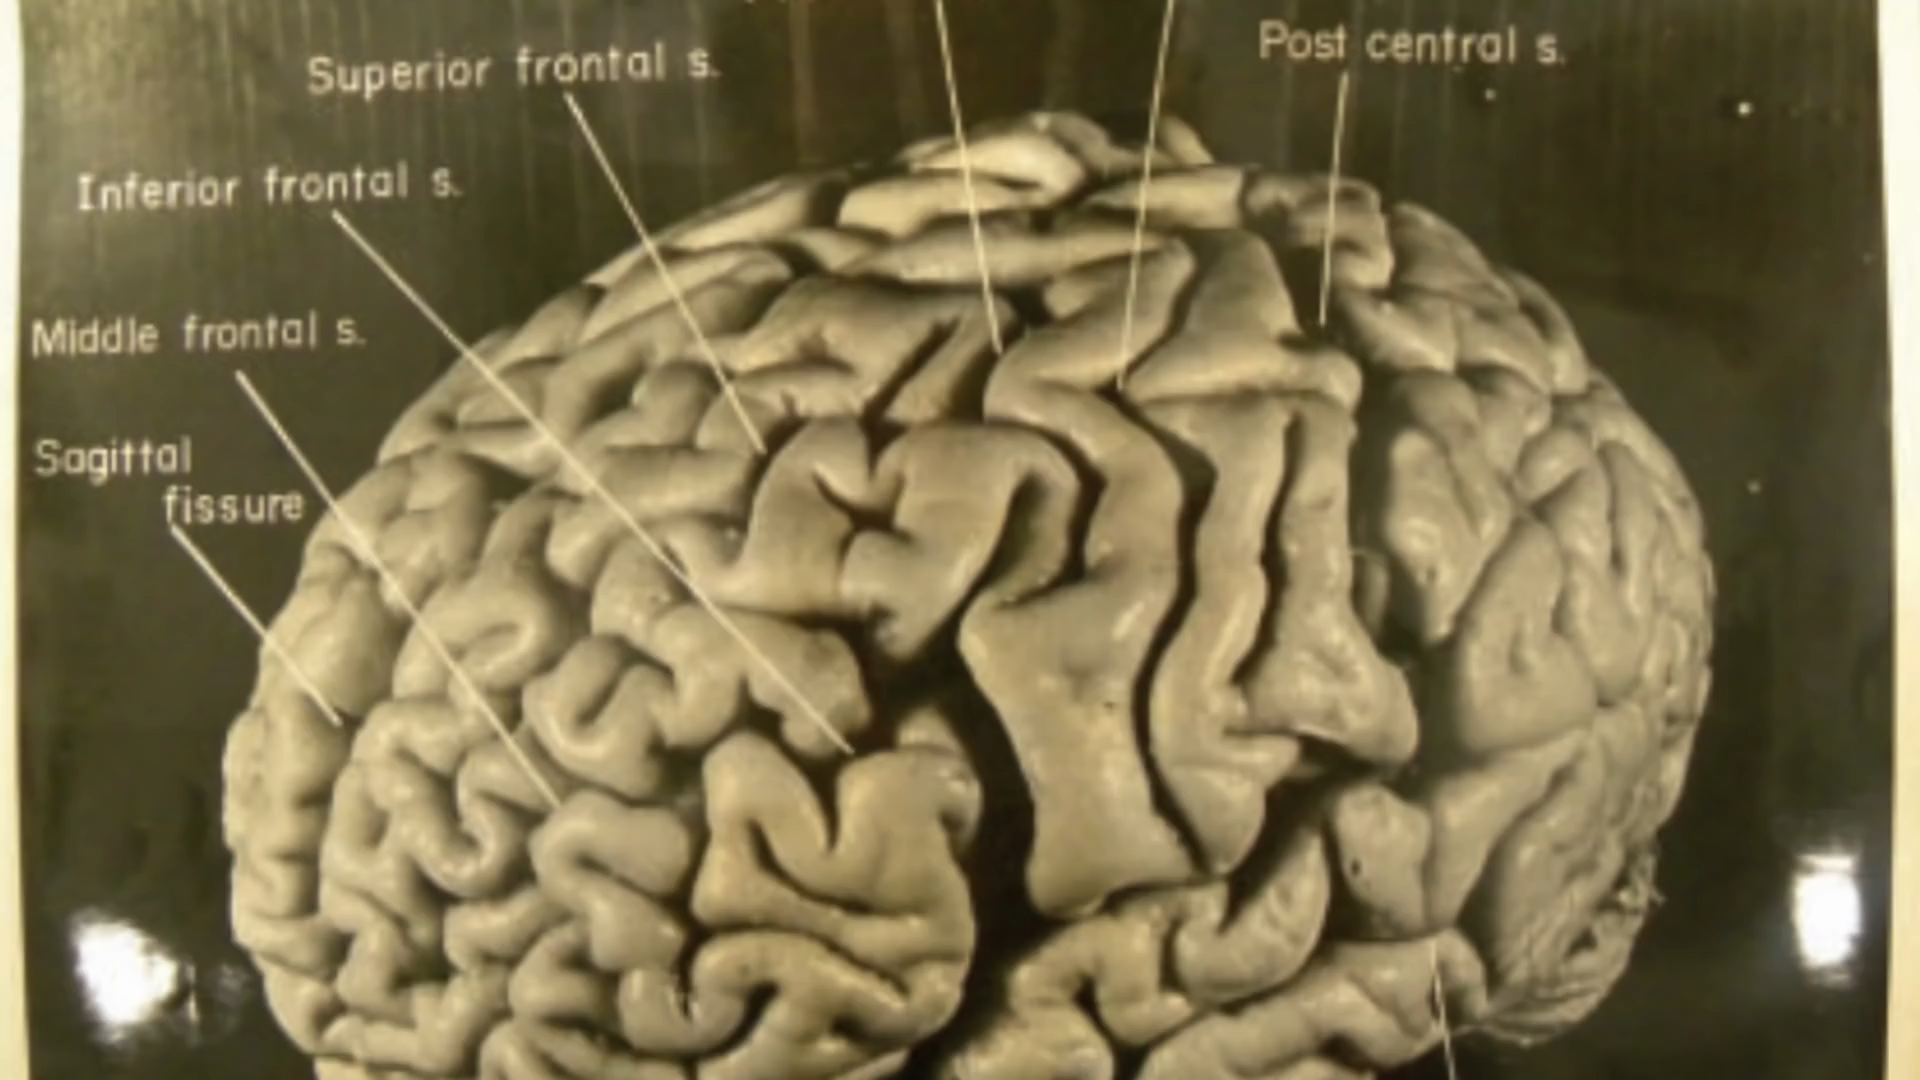 Superior frontal s.
Post central s.
Inferior frontal s.
Middle frontal s.
Sagittal
fissure